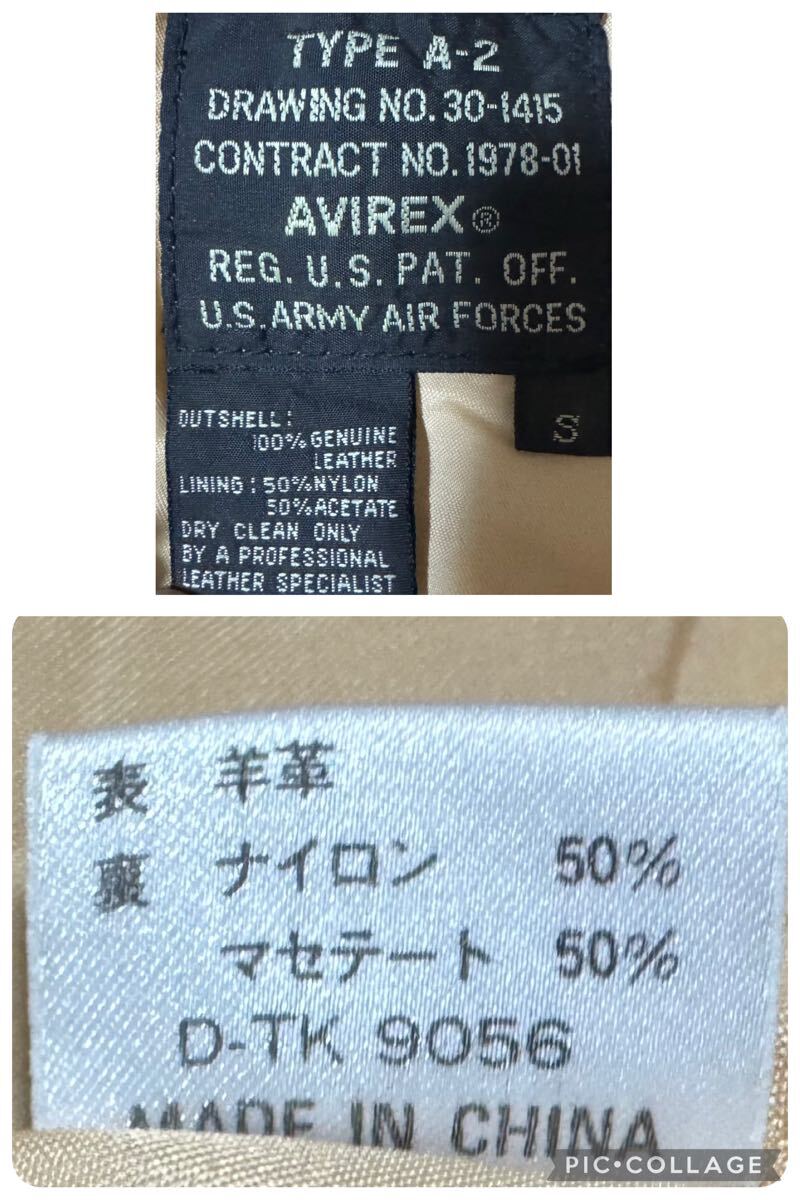 TYPE A-2
DRAWING NO. 30-1415
CONTRACT NO. 1978-01
AVIREX®
REG. U.S. PAT. OFF.
U.S. ARMY AIR FORCES
OUTSHELL:
100% GENUINE
LEATHER
LINING: 50% NYLON
50% ACETATE
DRY CLEAN ONLY
BY A PROFESSIONAL
LEATHER SPECIALIST
S
表 羊革
裏 ナイロン 50%
マセテート 50%
D-TK 9056
MADE IN CHINA
PIC•COLLAGE